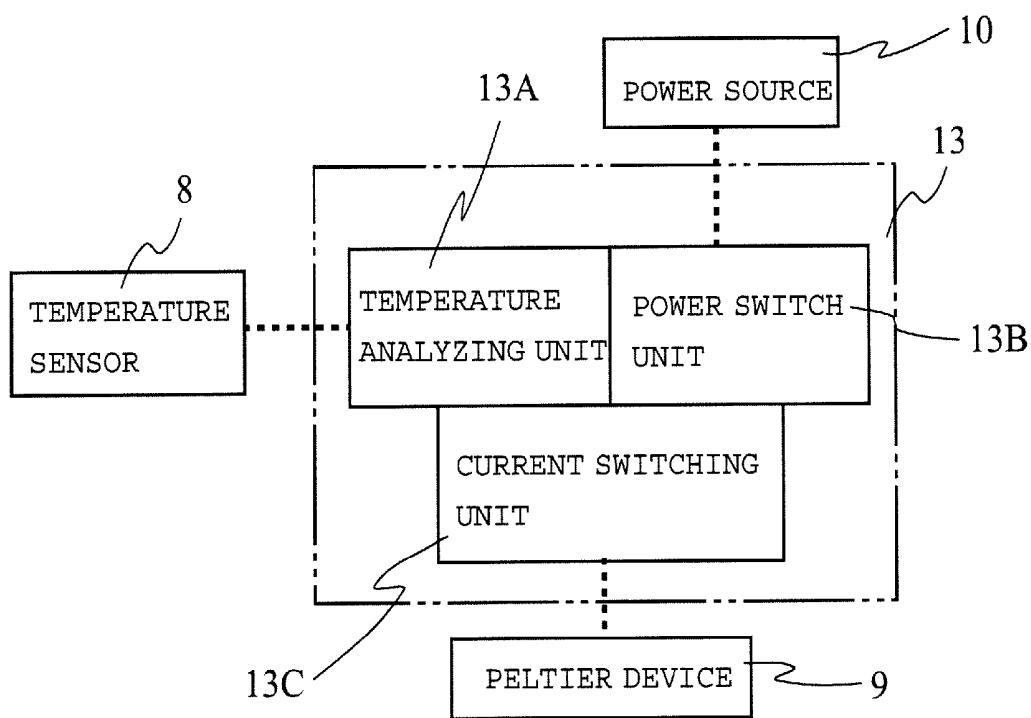 10
POWER SOURCE
13A
13
8
TEMPERATURE
SENSOR
TEMPERATURE
ANALYZING UNIT
POWER SWITCH
UNIT
13B
CURRENT SWITCHING
UNIT
13C
PELTIER DEVICE
9